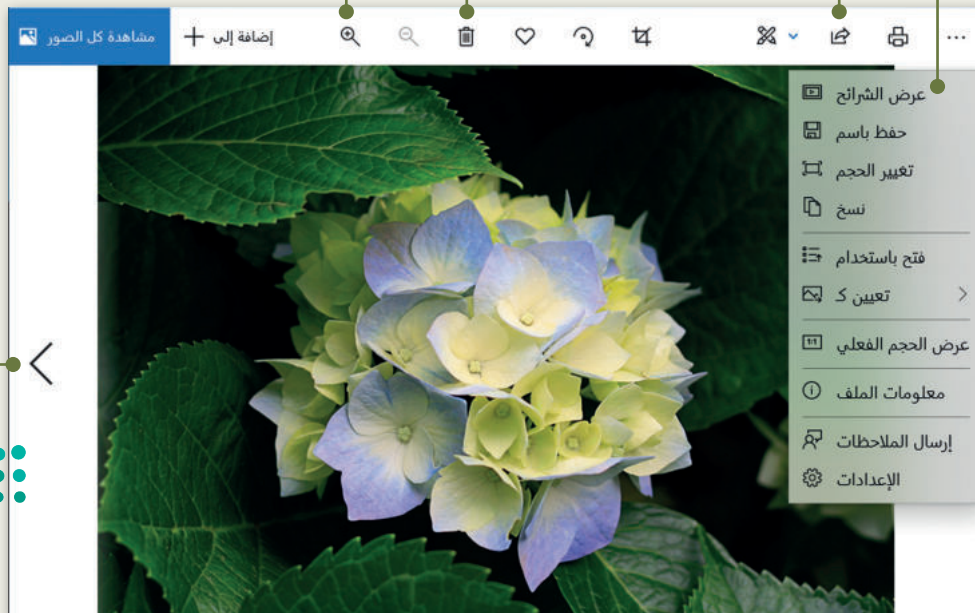 مشاهدة كل الصور
إضافة إلى
عرض الشرائح
حفظ باسم
تغيير الحجم
نسخ
فتح باستخدام
تعيين كـ
عرض الحجم الفعلي
معلومات الملف
إرسال الملاحظات
الإعدادات